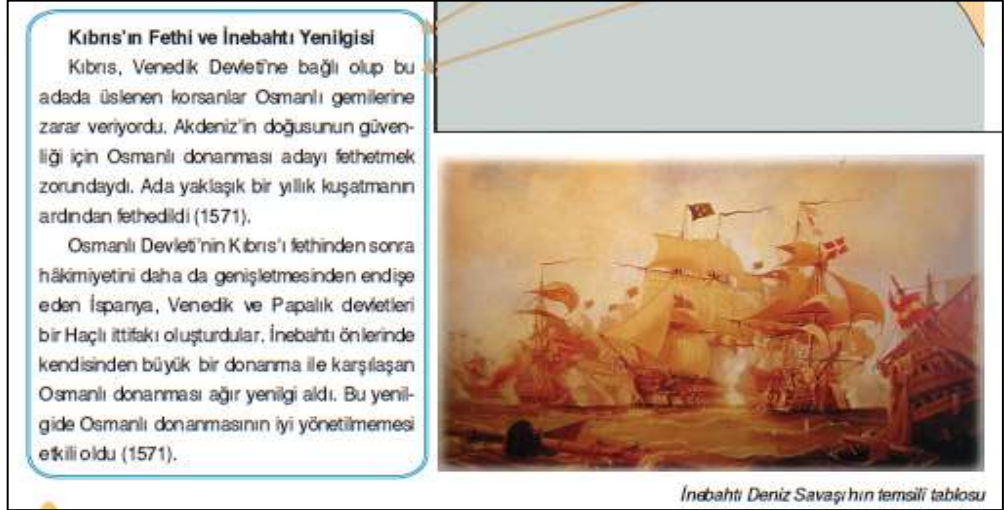 Kıbrıs'ın Fethi ve İnebahtı Yenilgisi
Kıbrıs, Venedik Devleti'ne bağlı olup bu
adada üslenen korsanlar Osmanlı gemilerine
zarar veriyordu. Akdeniz'in doğusunun güven-
liği için Osmanlı donanması adayı fethetmek
zorundaydı. Ada yaklaşık bir yıllık kuşatmanın
ardından fethedildi (1571).
Osmanlı Devleti'nin Kıbrıs'ı fethinden sonra
hâkimiyetini daha da genişletmesinden endişe
eden İspanya, Venedik ve Papalık devletleri
bir Haçlı ittifakı oluşturdular. İnebahtı önlerinde
kendisinden büyük bir donanma ile karşılaşan
Osmanlı donanması ağır yenilgi aldı. Bu yenil-
gide Osmanlı donanmasının iyi yönetilmemesi
etkili oldu (1571).
İnebahtı Deniz Savaşı'nın temsilî tablosu